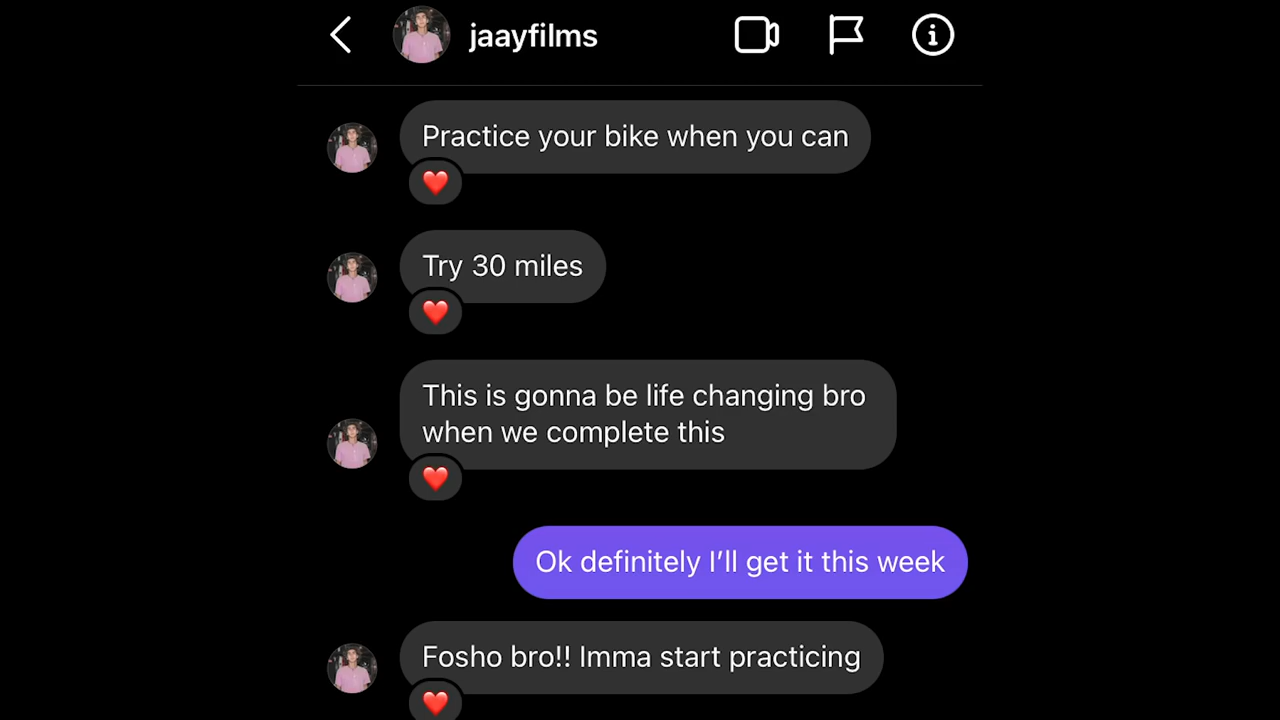 jaayfilms
Practice your bike when you can
❤️
Try 30 miles
❤️
This is gonna be life changing bro
when we complete this
❤️
Ok definitely I’ll get it this week
Fosho bro!! Imma start practicing
❤️